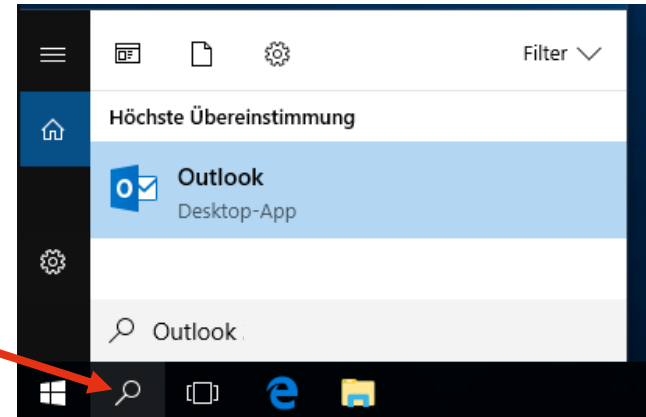 Filter
Höchste Übereinstimmung
Outlook
Desktop-App
Outlook